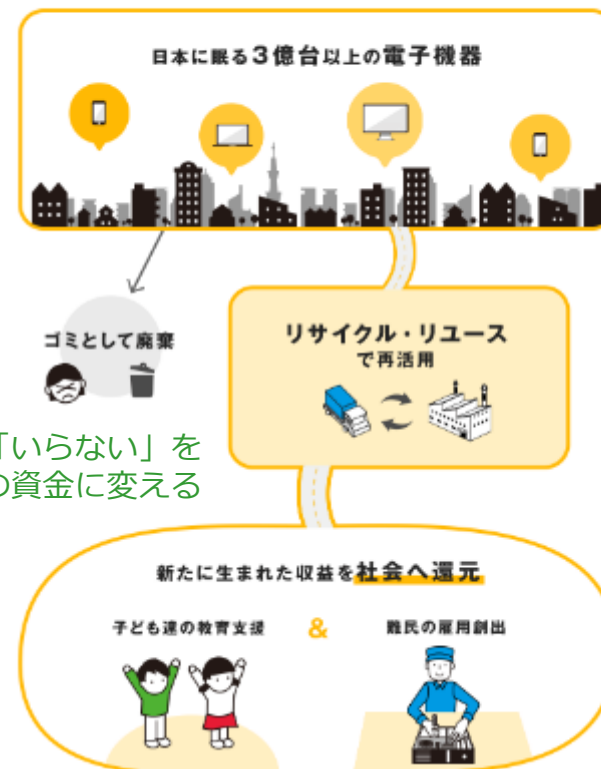 日本に眠る3億台以上の電子機器
ゴミとして廃棄
リサイクル・リユース
で再活用
「いらない」を
の資金に変える
新たに生まれた収益を社会へ還元
子ども達の教育支援
&
難民の雇用創出